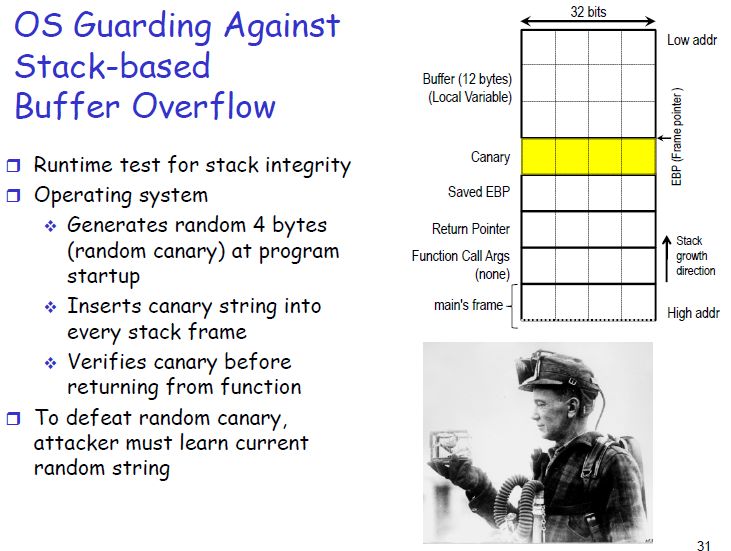 OS Guarding Against
Stack-based
Buffer Overflow
Runtime test for stack integrity
Operating system
Generates random 4 bytes
(random canary) at program
startup
Inserts canary string into
every stack frame
Verifies canary before
returning from function
To defeat random canary,
attacker must learn current
random string
32 bits
Low addr
Buffer (12 bytes)
(Local Variable)
EBP (Frame pointer )
Canary
Saved EBP
Return Pointer
Stack
growth
direction
Function Call Args
(none)
main's frame
High addr
31